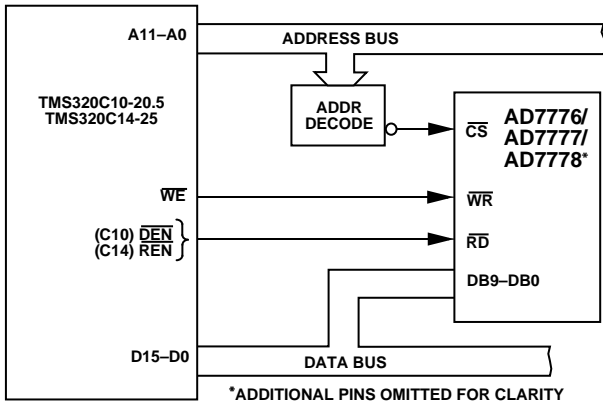 A11–A0
ADDRESS BUS
TMS320C10-20.5
TMS320C14-25
ADDR
DECODE
CS
AD7776/
AD7777/
AD7778*
WE
WR
(C10) DEN
(C14) REN
RD
DB9–DB0
D15–D0
DATA BUS
*ADDITIONAL PINS OMITTED FOR CLARITY